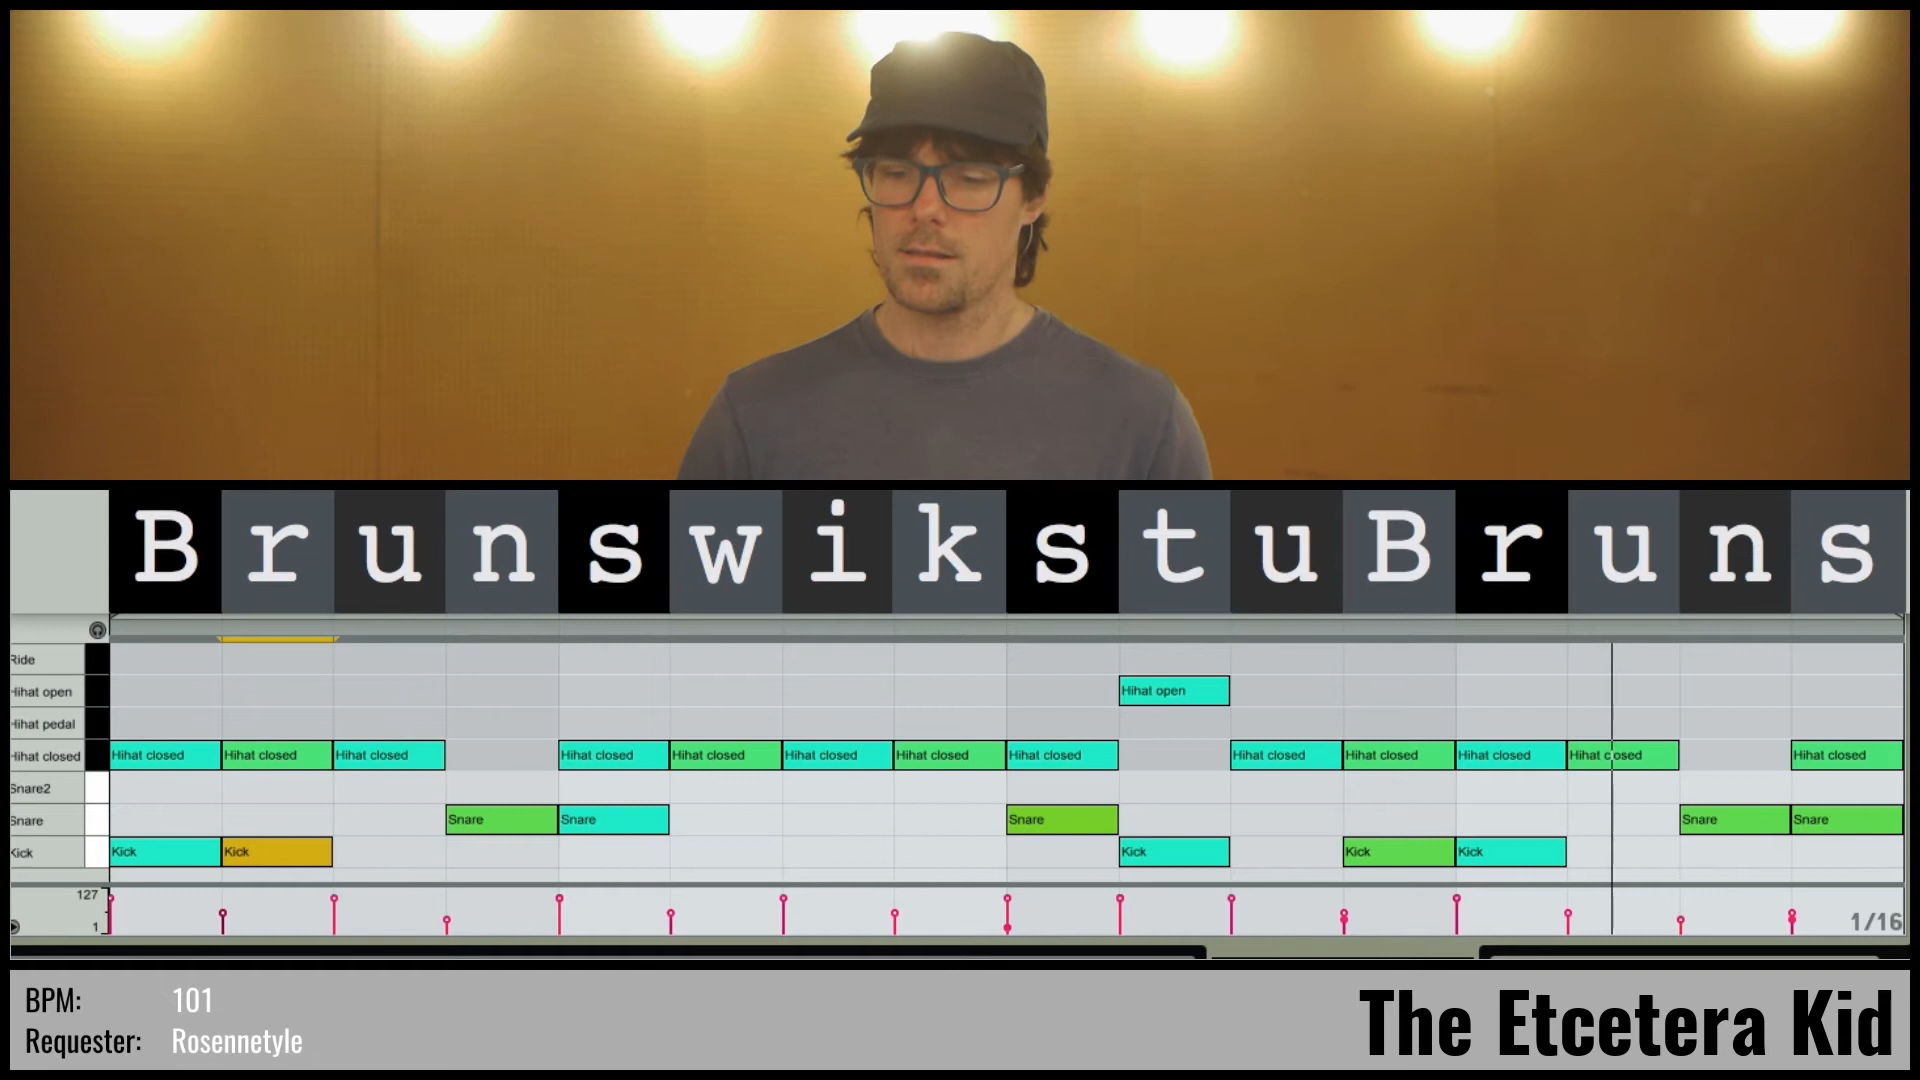 BrunswikstuBruns
Ride
Hihat open
Hihat open
Hihat pedal
Hihat closed Hihat closed Hihat closed Hihat closed Hihat closed Hihat closed Hihat closed Hihat closed Hihat closed Hihat closed Hihat closed Hihat closed Hihat closed Hihat closed
Snare2
Snare Snare Snare Snare Snare Snare
Kick Kick Kick Kick Kick Kick
127
1
1/16
BPM: 101
Requester: Rosennetyle
The Etcetera Kid